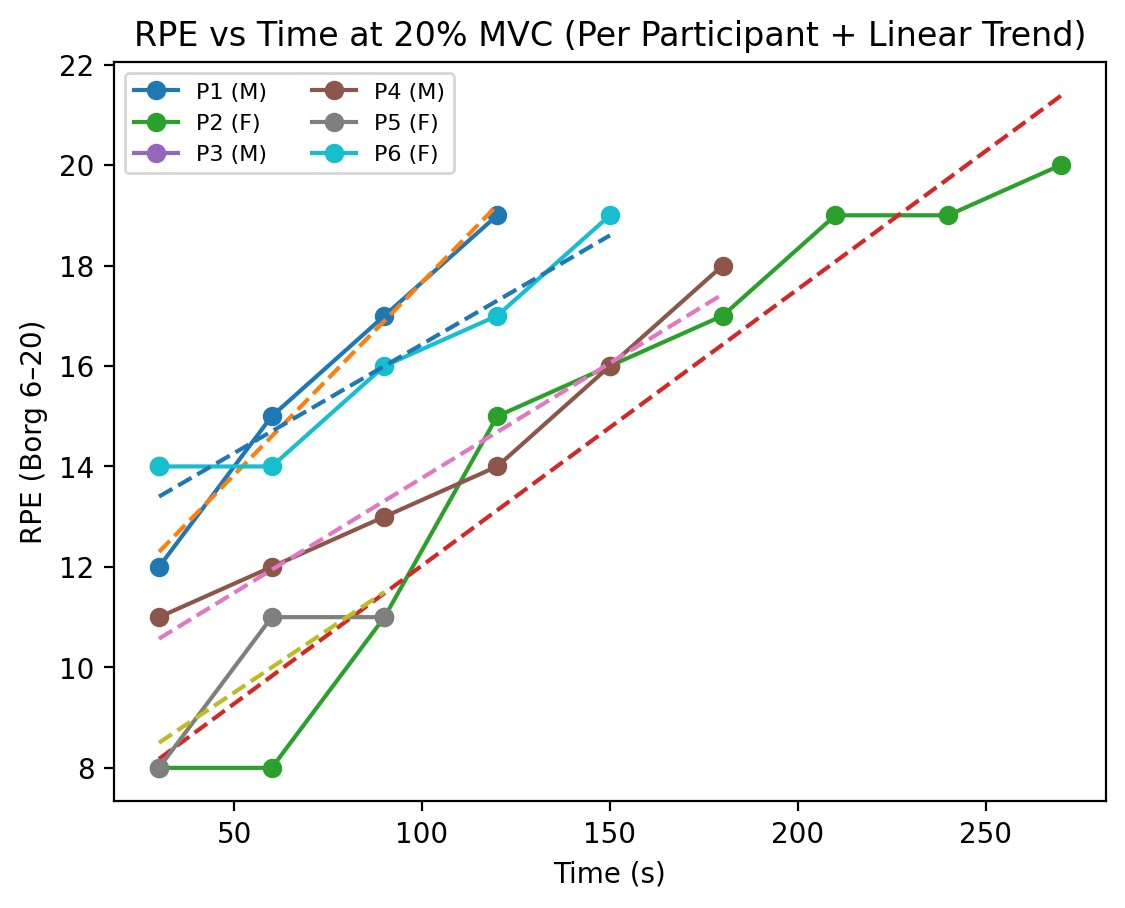 RPE vs Time at 20% MVC (Per Participant + Linear Trend)
22
20
18
16
14
12
10
8
RPE (Borg 6–20)
P1 (M)
P2 (F)
P3 (M)
P4 (M)
P5 (F)
P6 (F)
50 100 150 200 250
Time (s)